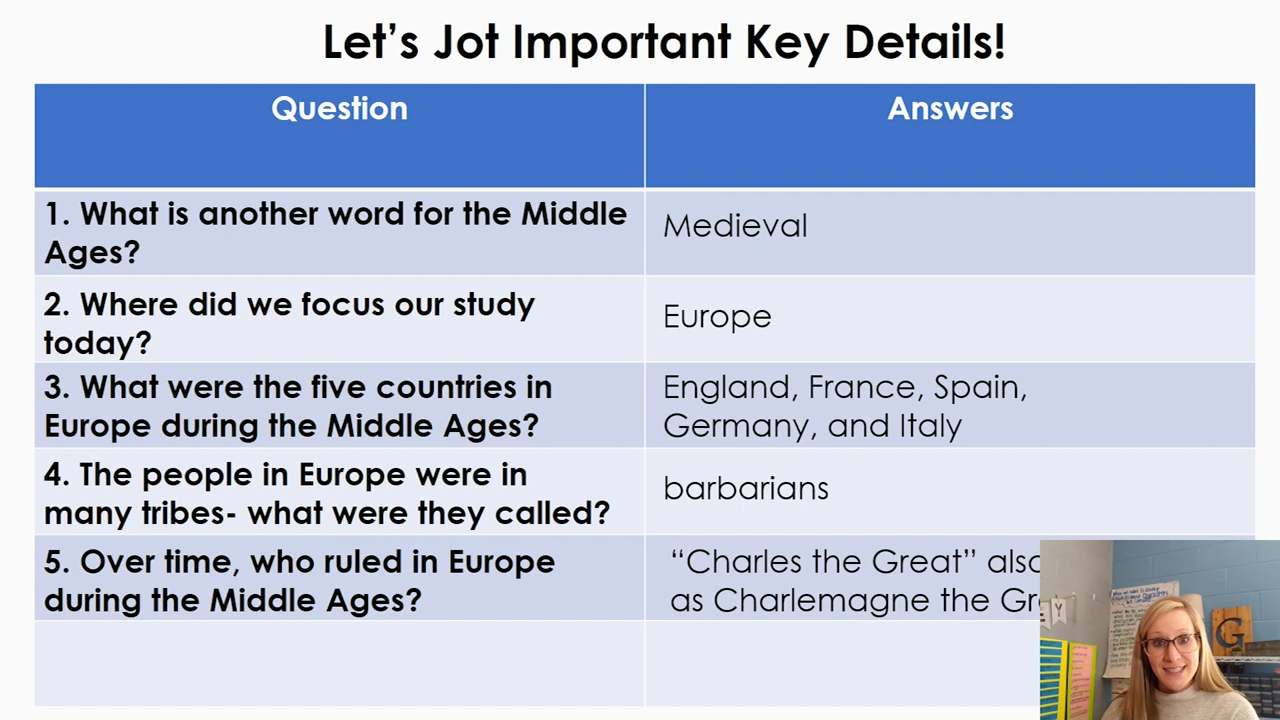 Let's Jot Important Key Details!
Question
Answers
1. What is another word for the Middle
Ages?
Medieval
2. Where did we focus our study
today?
Europe
3. What were the five countries in
Europe during the Middle Ages?
England, France, Spain,
Germany, and Italy
4. The people in Europe were in
many tribes- what were they called?
barbarians
5. Over time, who ruled in Europe
during the Middle Ages?
“Charles the Great”
as Charlemagne the
G